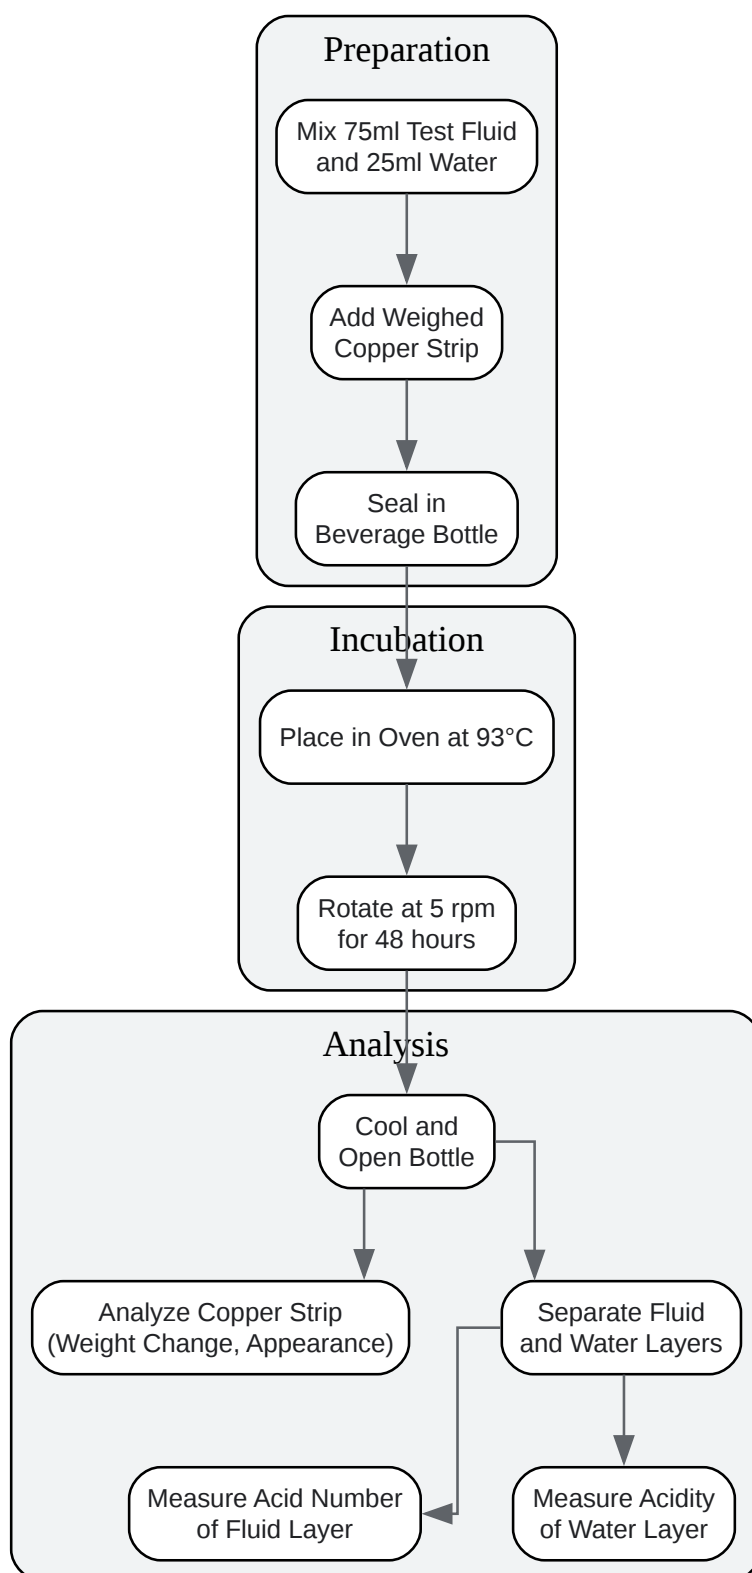 Preparation
Mix 75ml Test Fluid
and 25ml Water
Add Weighed
Copper Strip
Seal in
Beverage Bottle
Incubation
Place in Oven at 93°C
Rotate at 5 rpm
for 48 hours
Analysis
Cool and
Open Bottle
Analyze Copper Strip
(Weight Change, Appearance)
Separate Fluid
and Water Layers
Measure Acid Number
of Fluid Layer
Measure Acidity
of Water Layer